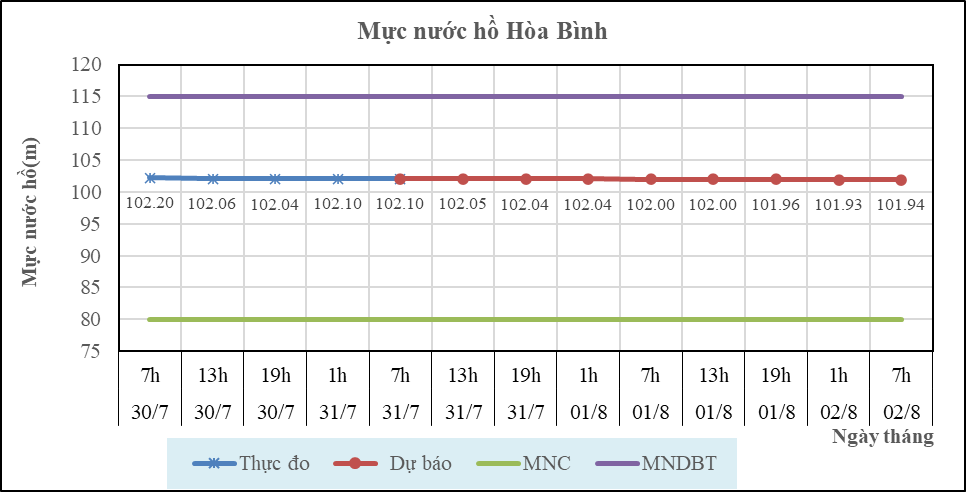 Mực nước hồ Hòa Bình
Mực nước hồ(m)
120
115
110
105
100
95
90
85
80
75
102.20 102.06 102.04 102.10 102.10 102.05 102.04 102.04 102.00 102.00 101.96 101.93 101.94
7h 13h 19h 1h 7h 13h 19h 1h 7h 13h 19h 1h 7h
30/7 30/7 30/7 31/7 31/7 31/7 31/7 01/8 01/8 01/8 01/8 02/8 02/8
Ngày tháng
Thực đo Dự báo MNC MNDBT